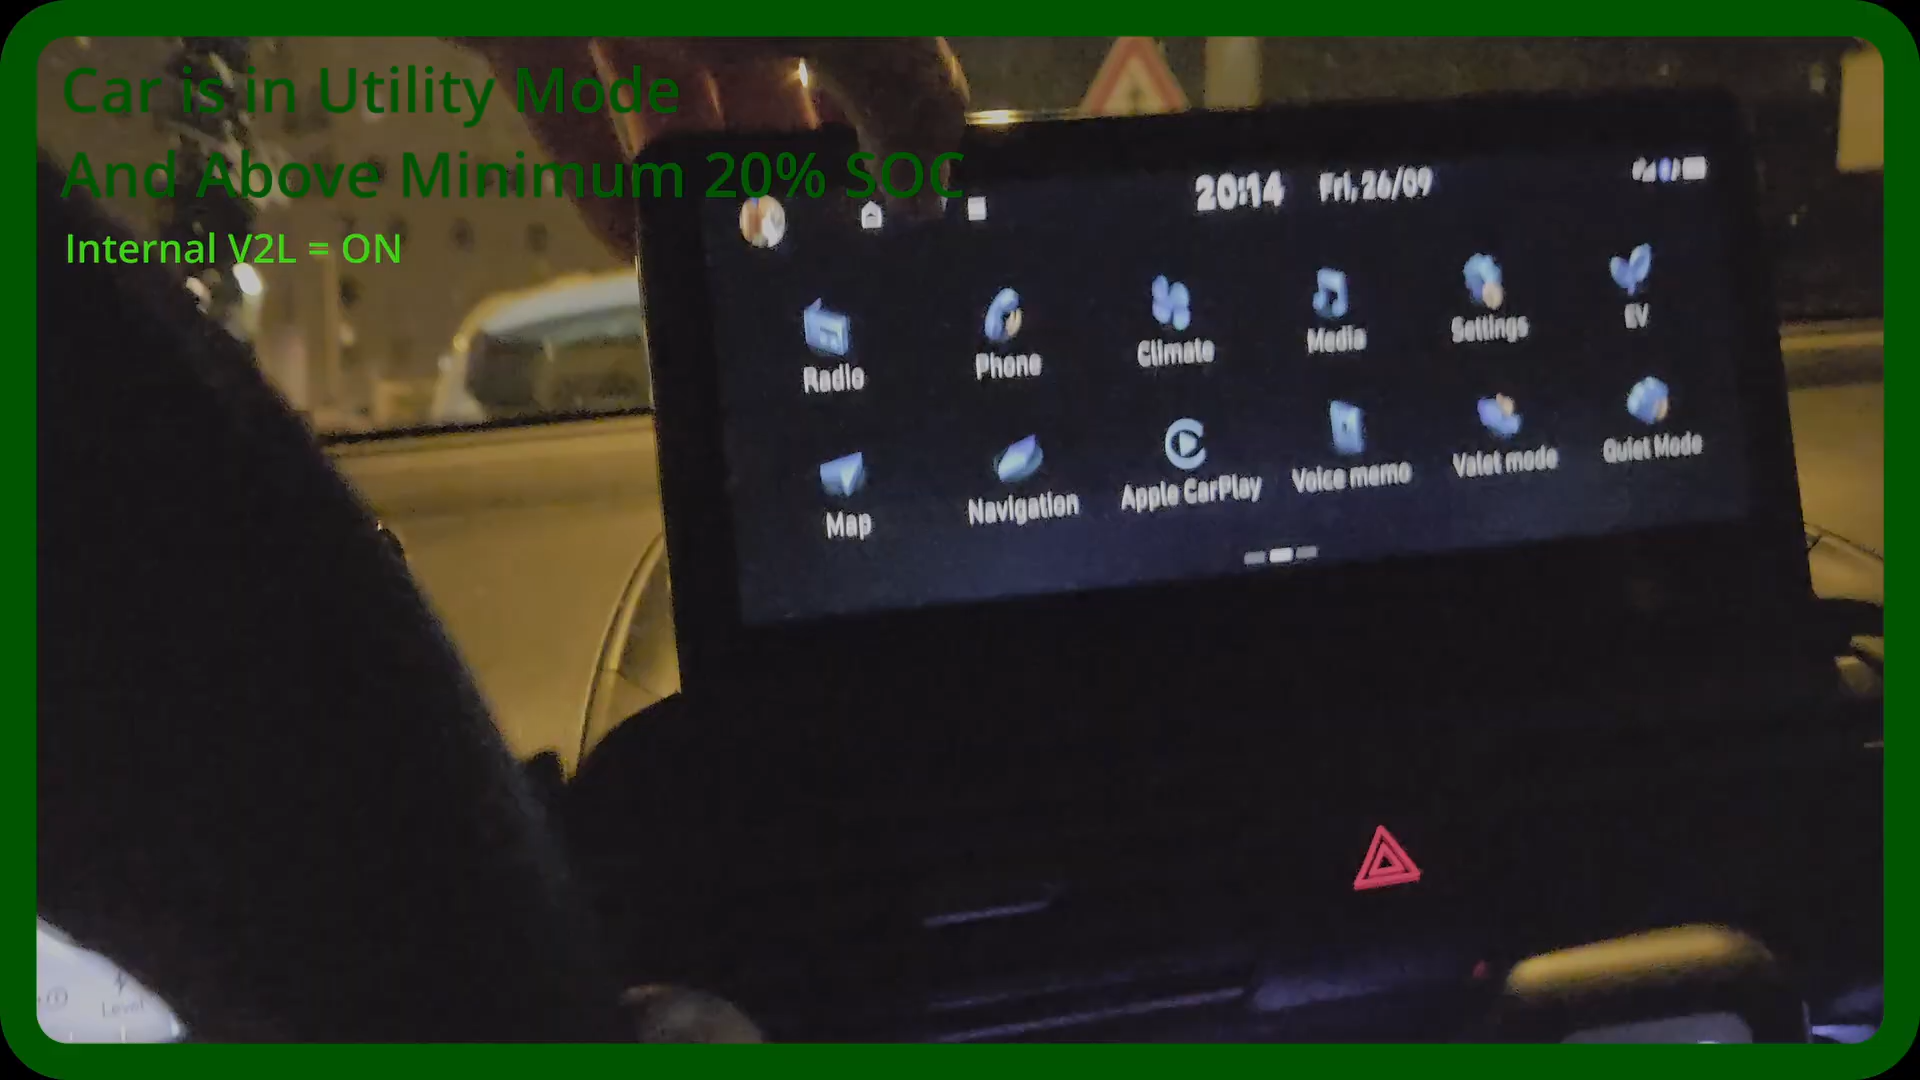 Car is in Utility Mode
And Above Minimum 20% SOC
Internal V2L = ON
20:14 Fri, 26/09
Radio Phone Climate Media Settings EV
Map Navigation Apple CarPlay Voice memo Valet mode Quiet Mode
Level